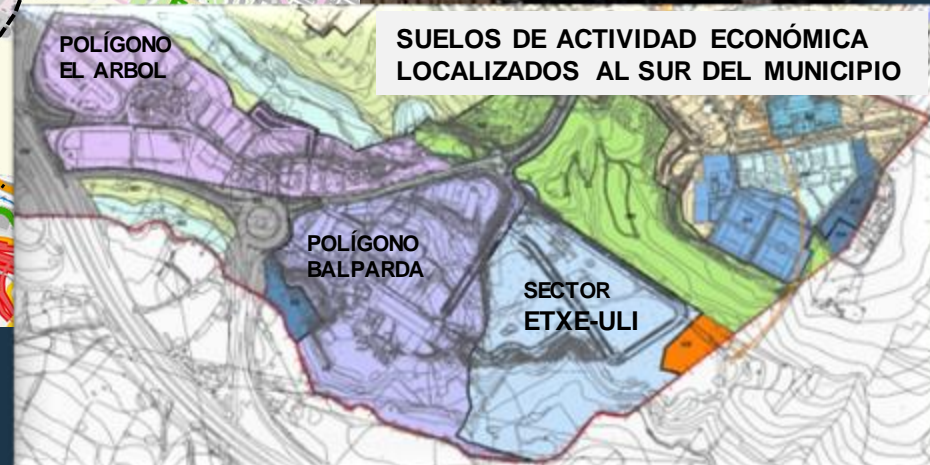 SUELOS DE ACTIVIDAD ECONÓMICA
LOCALIZADOS AL SUR DEL MUNICIPIO
POLÍGONO
EL ARBOL
POLÍGONO
BALPARDA
SECTOR
ETXE-ULI